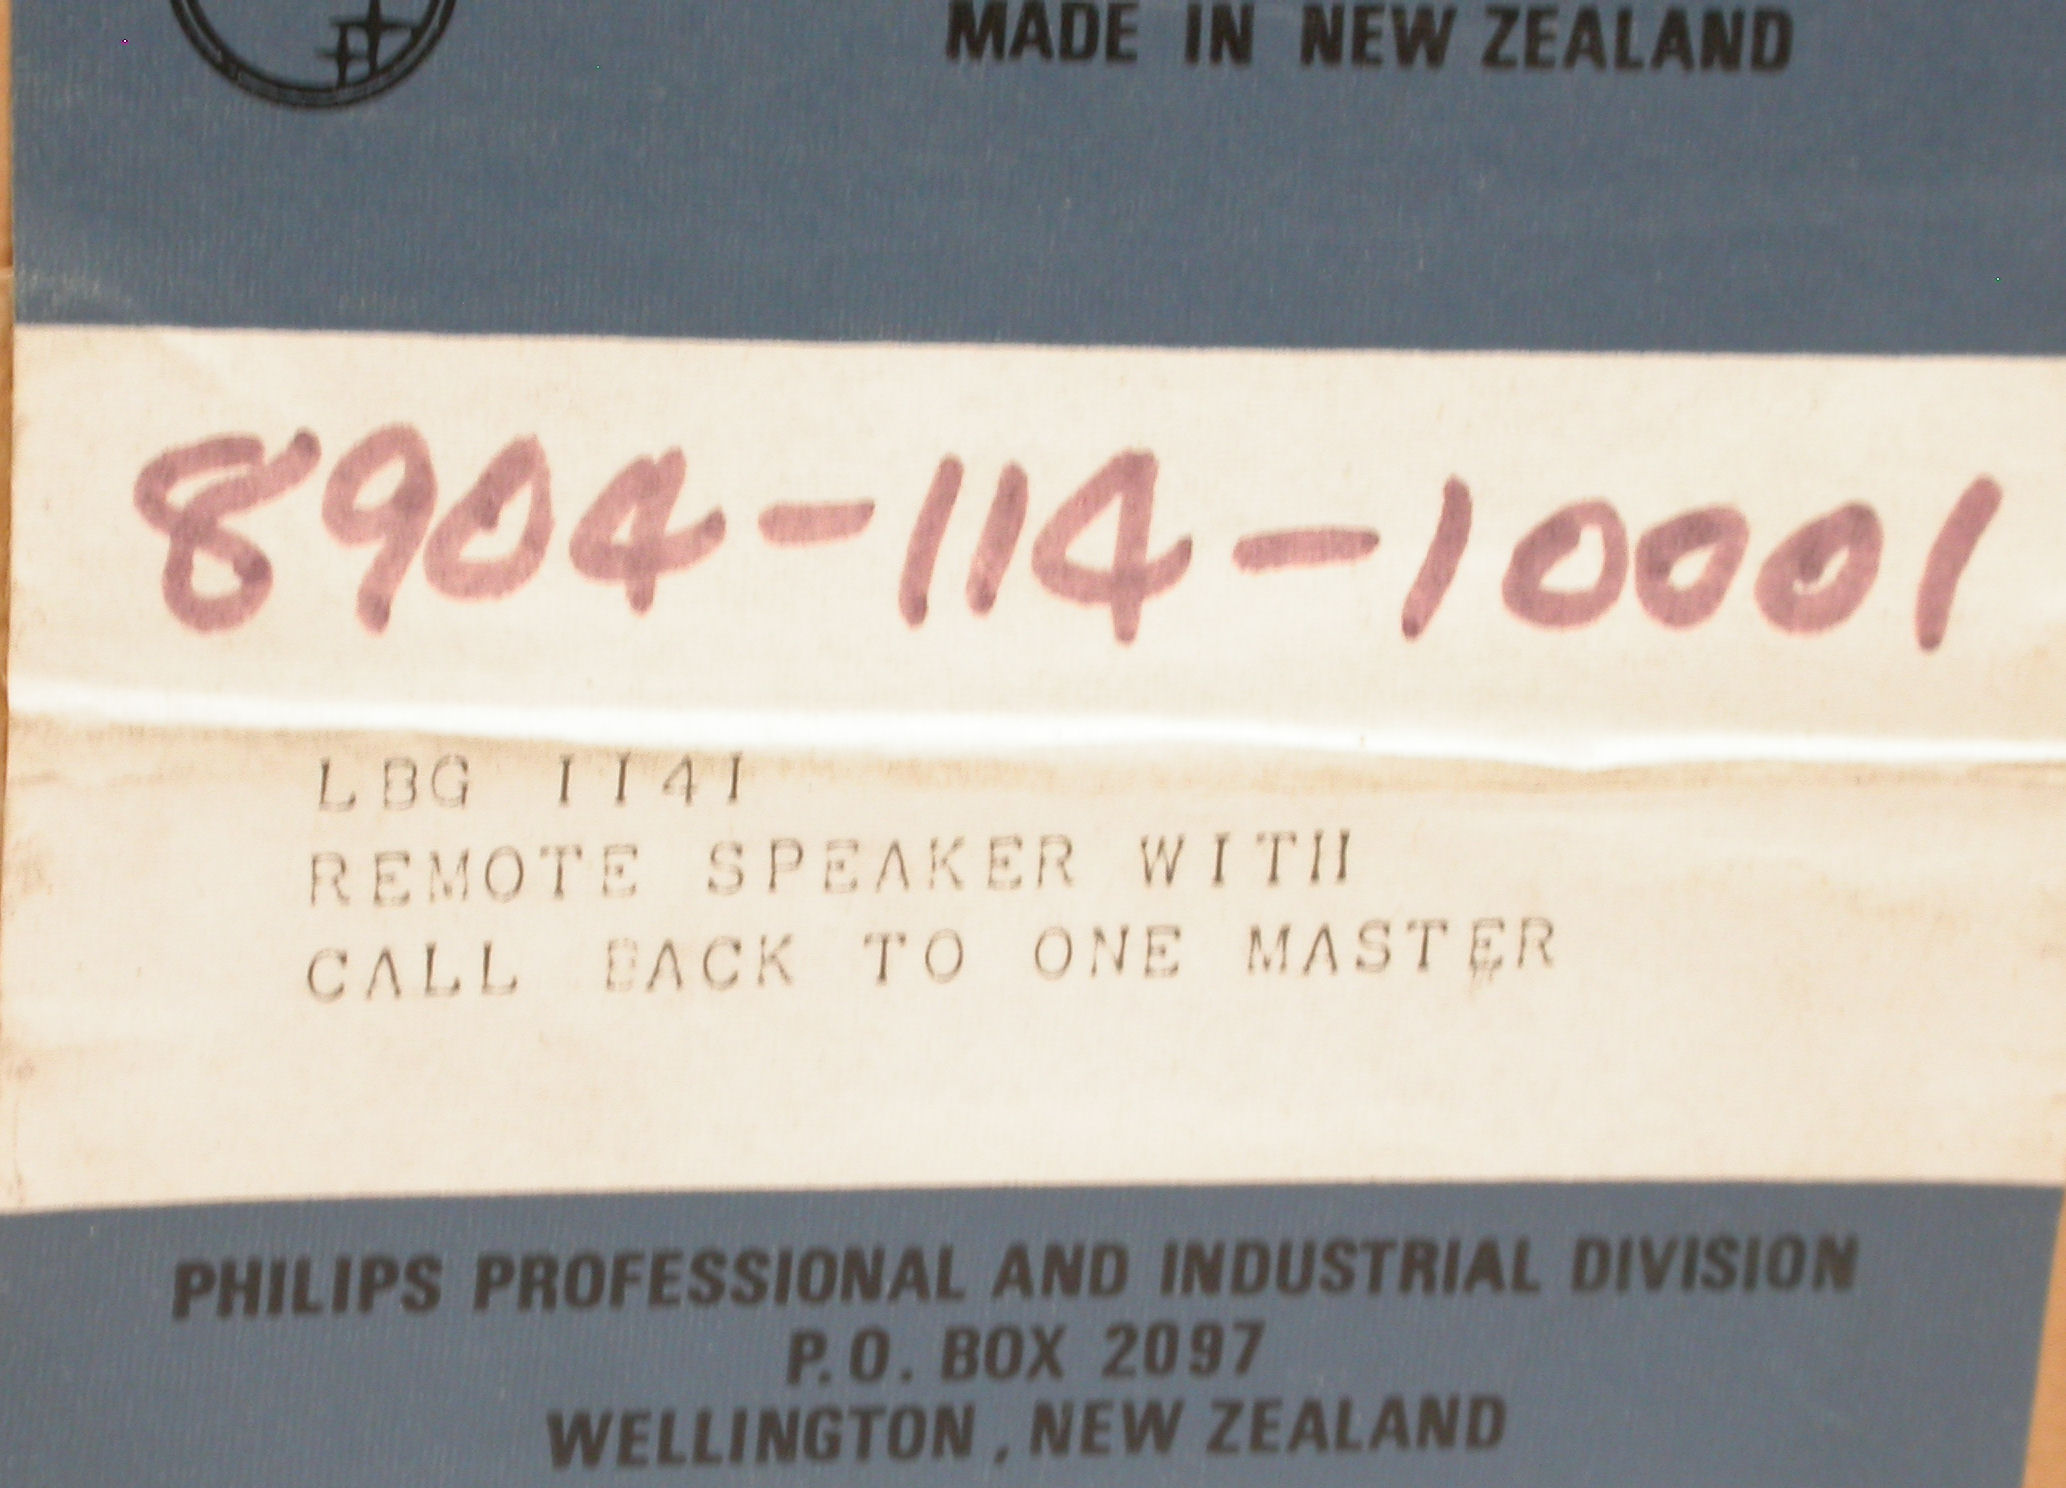 MADE IN NEW ZEALAND
8904-114-10001
LBG II4I
REMOTE SPEAKER WITH
CALL BACK TO ONE MASTER
PHILIPS PROFESSIONAL AND INDUSTRIAL DIVISION
P.O. BOX 2097
WELLINGTON, NEW ZEALAND